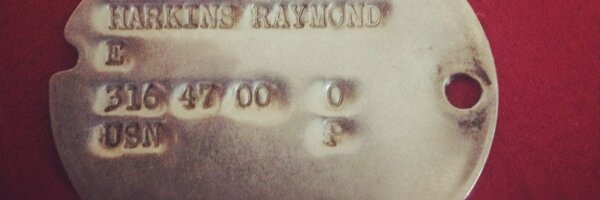 HARKINS RAYMOND
E
316 47 00 O
USN P